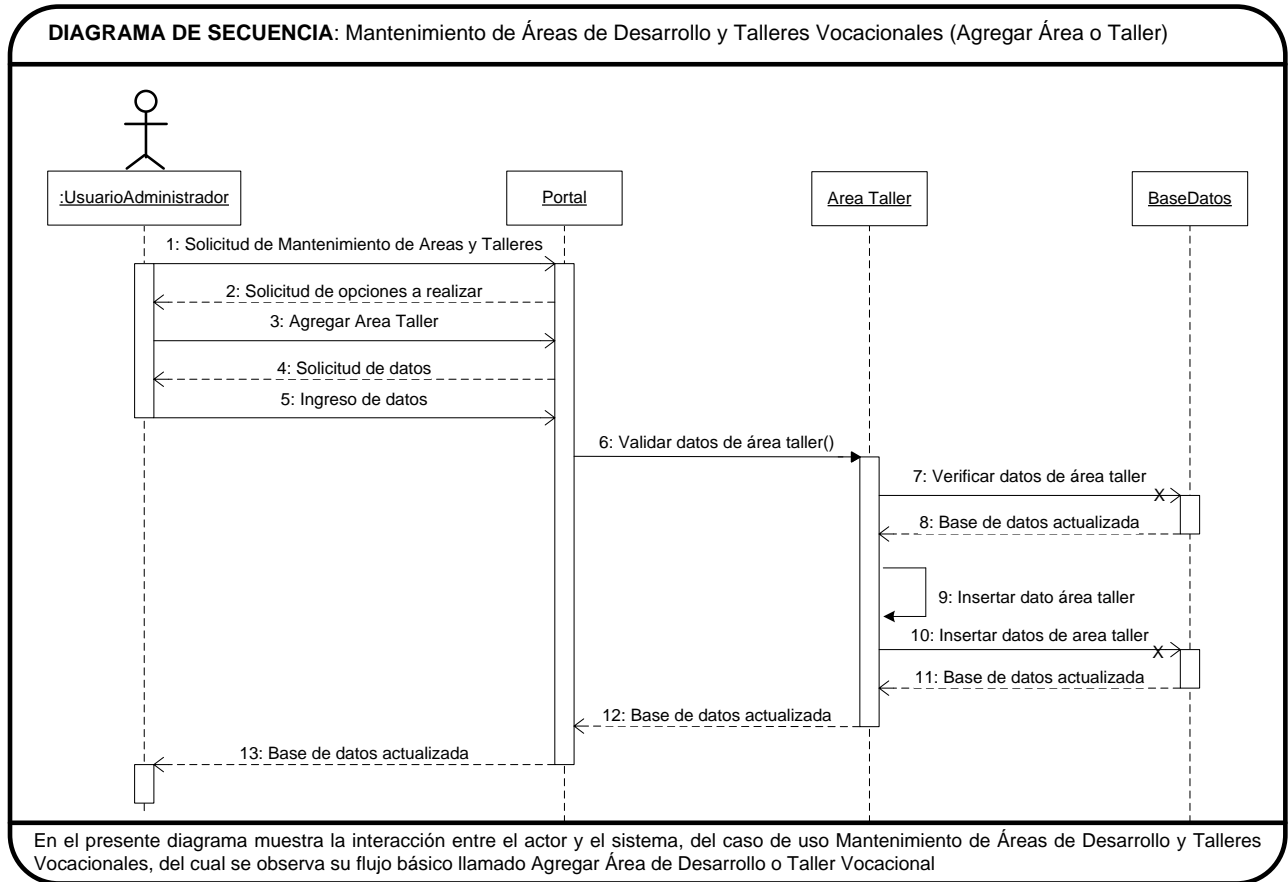 DIAGRAMA DE SECUENCIA: Mantenimiento de Áreas de Desarrollo y Talleres Vocacionales (Agregar Área o Taller)
:UsuarioAdministrador
Portal
Area Taller
BaseDatos
1: Solicitud de Mantenimiento de Areas y Talleres
2: Solicitud de opciones a realizar
3: Agregar Area Taller
4: Solicitud de datos
5: Ingreso de datos
6: Validar datos de área taller()
7: Verificar datos de área taller
X
8: Base de datos actualizada
9: Insertar dato área taller
10: Insertar datos de area taller
X
11: Base de datos actualizada
12: Base de datos actualizada
13: Base de datos actualizada
En el presente diagrama muestra la interacción entre el actor y el sistema, del caso de uso Mantenimiento de Áreas de Desarrollo y Talleres
Vocacionales, del cual se observa su flujo básico llamado Agregar Área de Desarrollo o Taller Vocacional